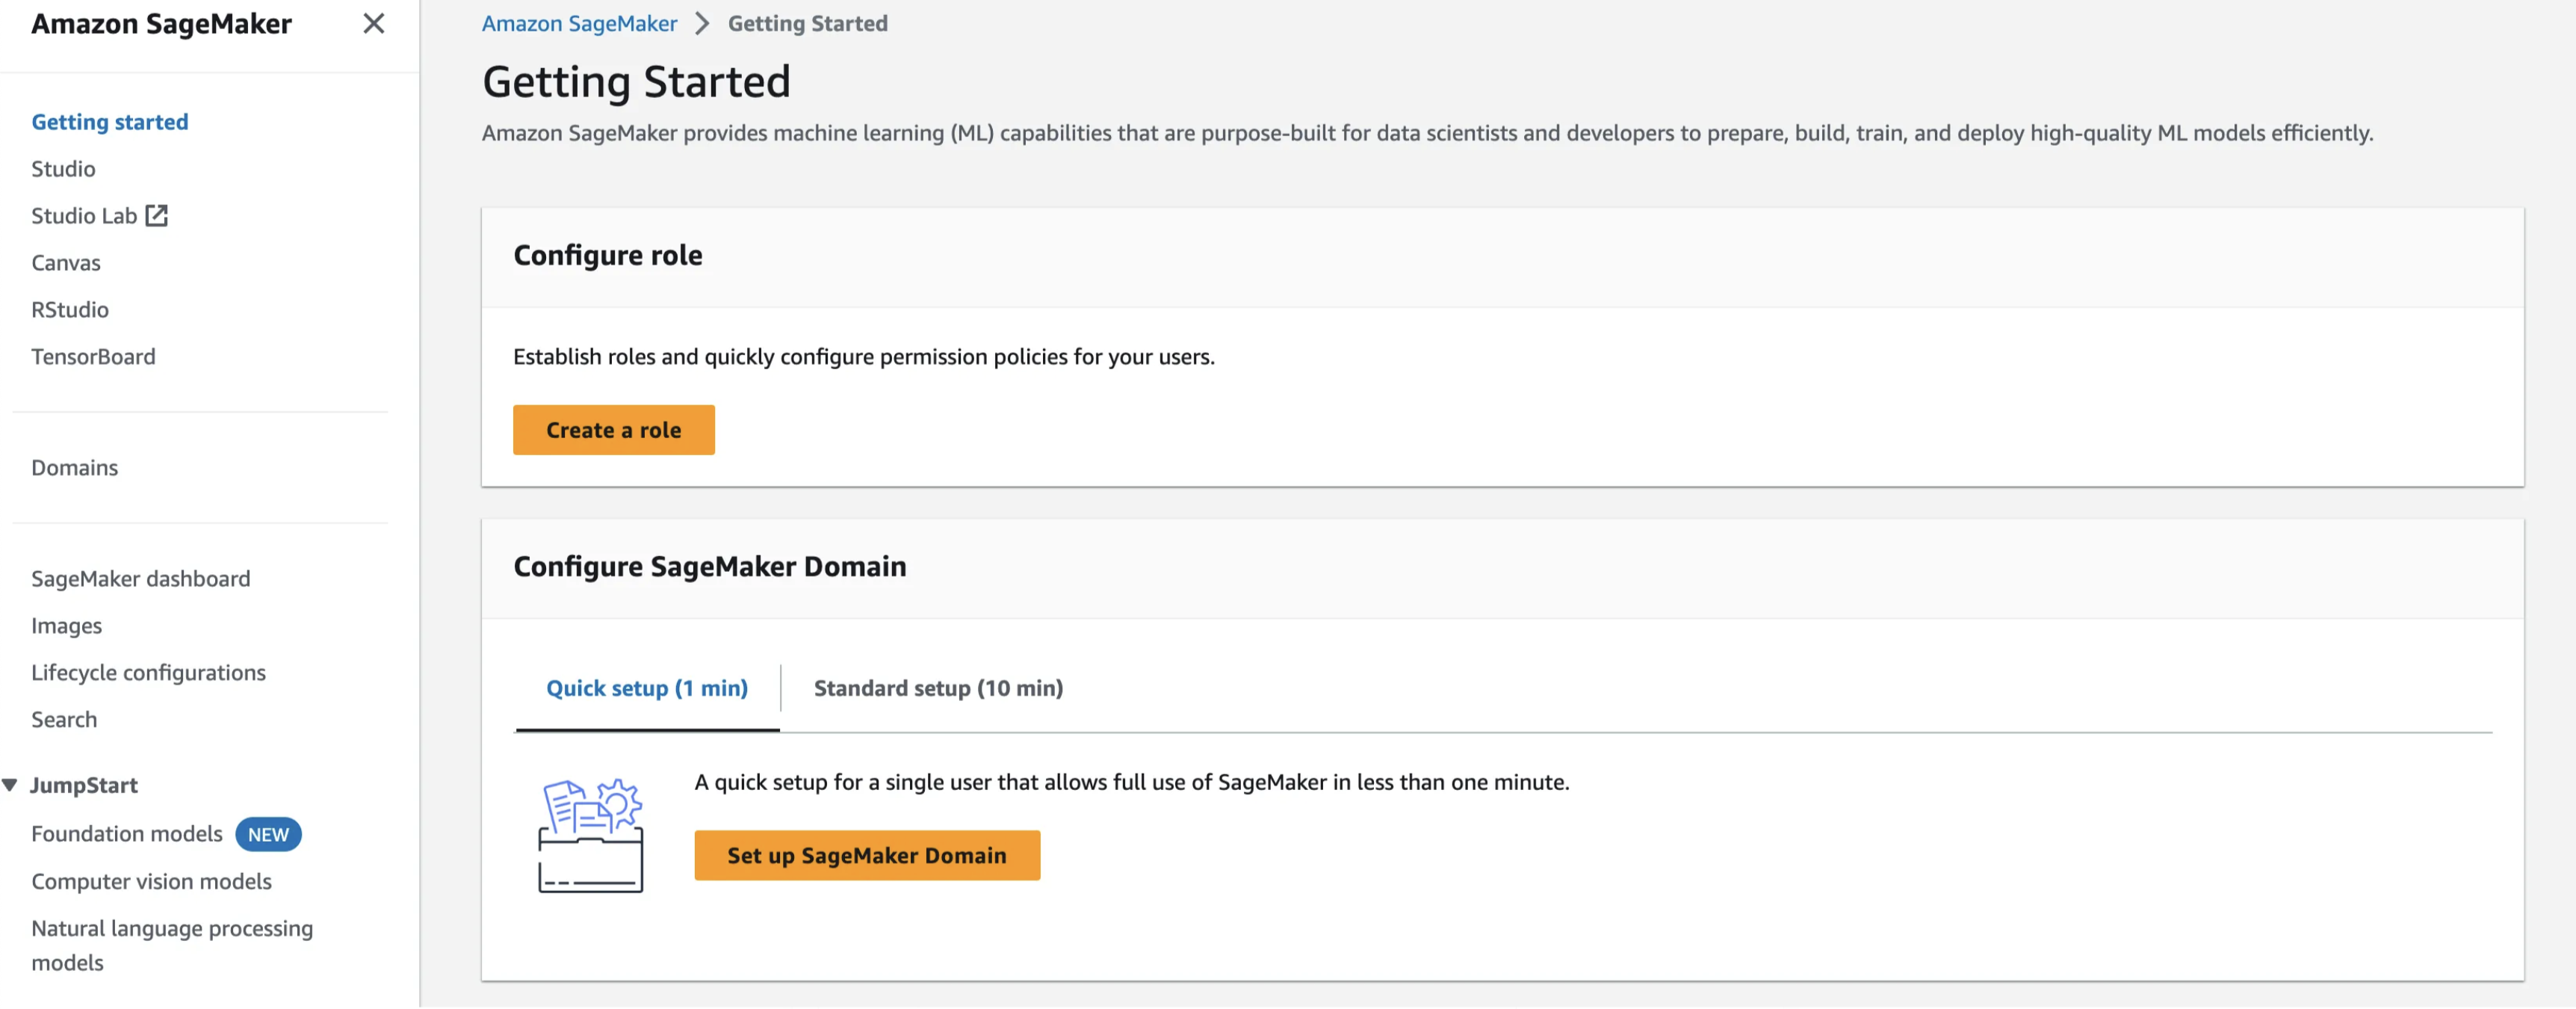 Amazon SageMaker
Getting started
Studio
Studio Lab
Canvas
RStudio
TensorBoard
Domains
SageMaker dashboard
Images
Lifecycle configurations
Search
JumpStart
Foundation models NEW
Computer vision models
Natural language processing
models
Amazon SageMaker > Getting Started
Getting Started
Amazon SageMaker provides machine learning (ML) capabilities that are purpose-built for data scientists and developers to prepare, build, train, and deploy high-quality ML models efficiently.
Configure role
Establish roles and quickly configure permission policies for your users.
Create a role
Configure SageMaker Domain
Quick setup (1 min)
Standard setup (10 min)
A quick setup for a single user that allows full use of SageMaker in less than one minute.
Set up SageMaker Domain